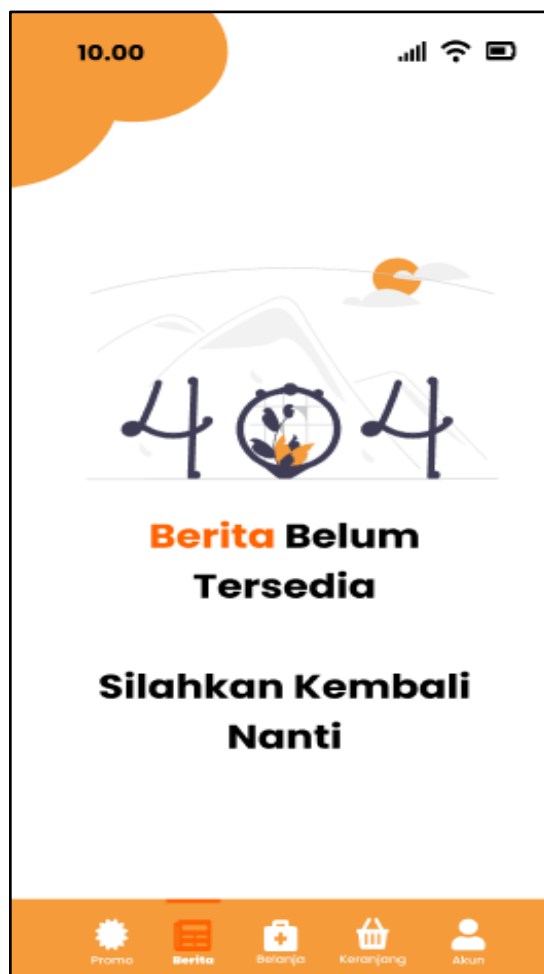 10.00
404
Berita Belum
Tersedia
Silahkan Kembali
Nanti
Promo
Berita
Belanja
Keranjang
Akun